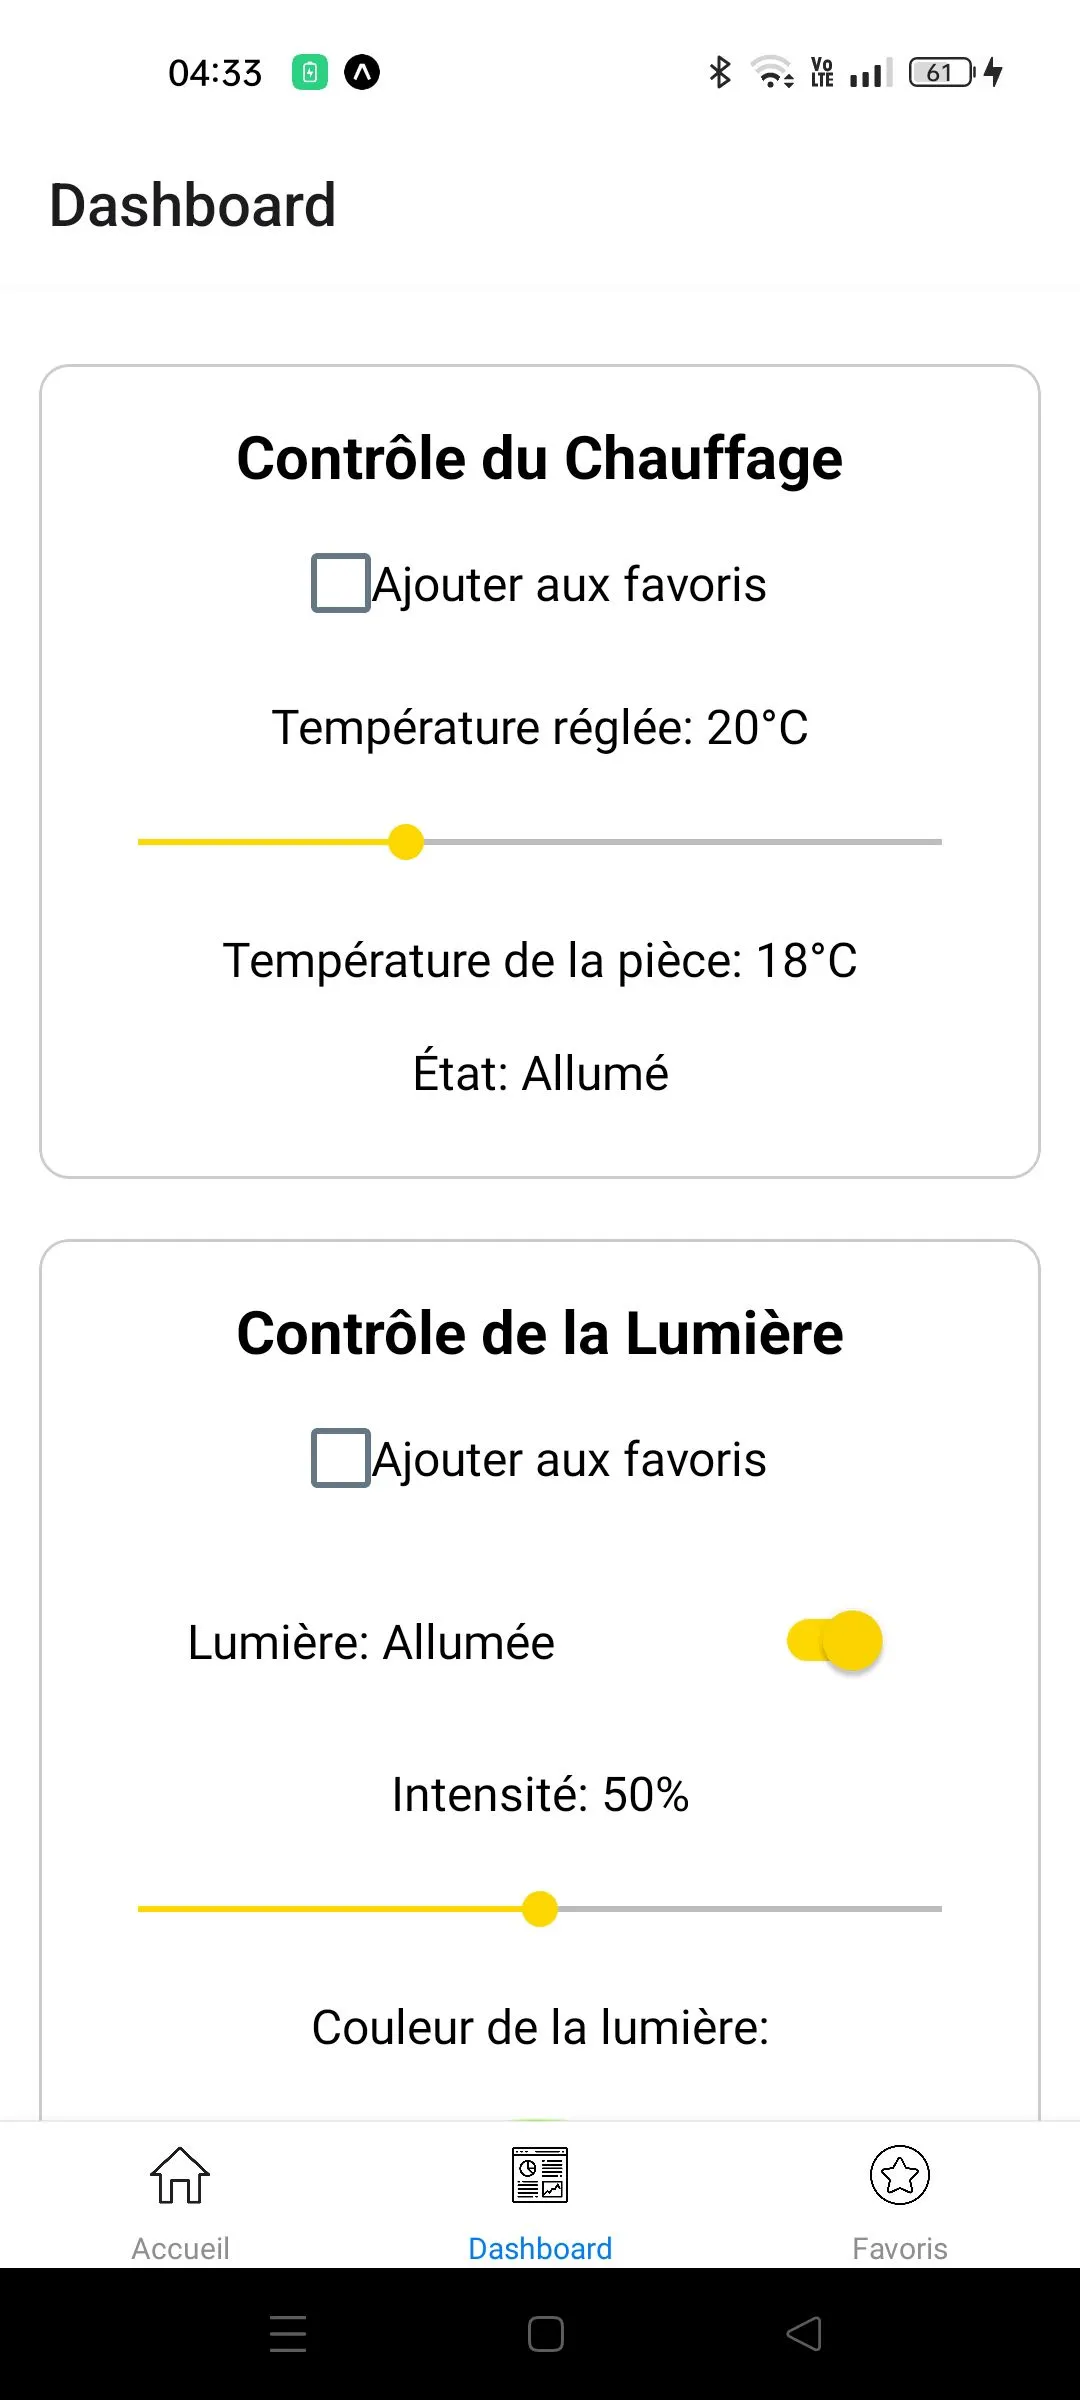 04:33
Vo
LTE
61
Dashboard
Contrôle du Chauffage
Ajouter aux favoris
Température réglée: 20°C
Température de la pièce: 18°C
État: Allumé
Contrôle de la Lumière
Ajouter aux favoris
Lumière: Allumée
Intensité: 50%
Couleur de la lumière:
Accueil
Dashboard
Favoris